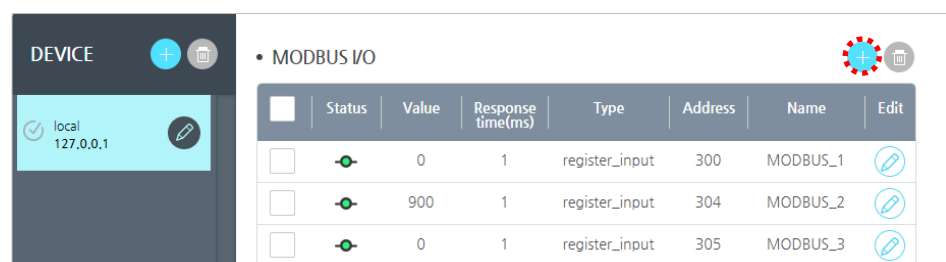 DEVICE
• MODBUS I/O
local
127.0.0.1
Status Value Response time(ms) Type Address Name Edit
0 1 register_input 300 MODBUS_1
900 1 register_input 304 MODBUS_2
0 1 register_input 305 MODBUS_3